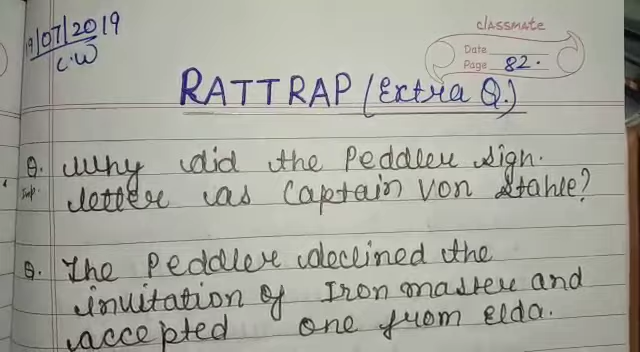 19/07/2019
C.W
classmate
Date
Page 82.
RATTRAP (Extra Q.)
Q. Why did the Peddler sign.
Imp. letter as Captain Von Stahle?
Q. The Peddler declined the
invitation of Iron master and
accepted one from Elda.